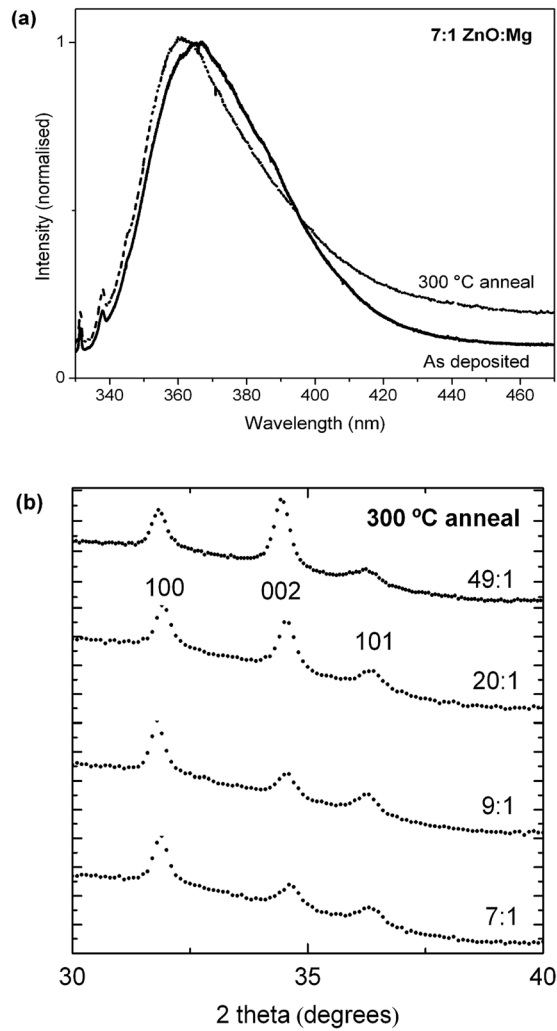 (a)
7:1 ZnO:Mg
1
Intensity (normalised)
300 °C anneal
As deposited
0
340 360 380 400 420 440 460
Wavelength (nm)
(b)
300 ºC anneal
49:1
100 002
101
20:1
9:1
7:1
30 35 40
2 theta (degrees)